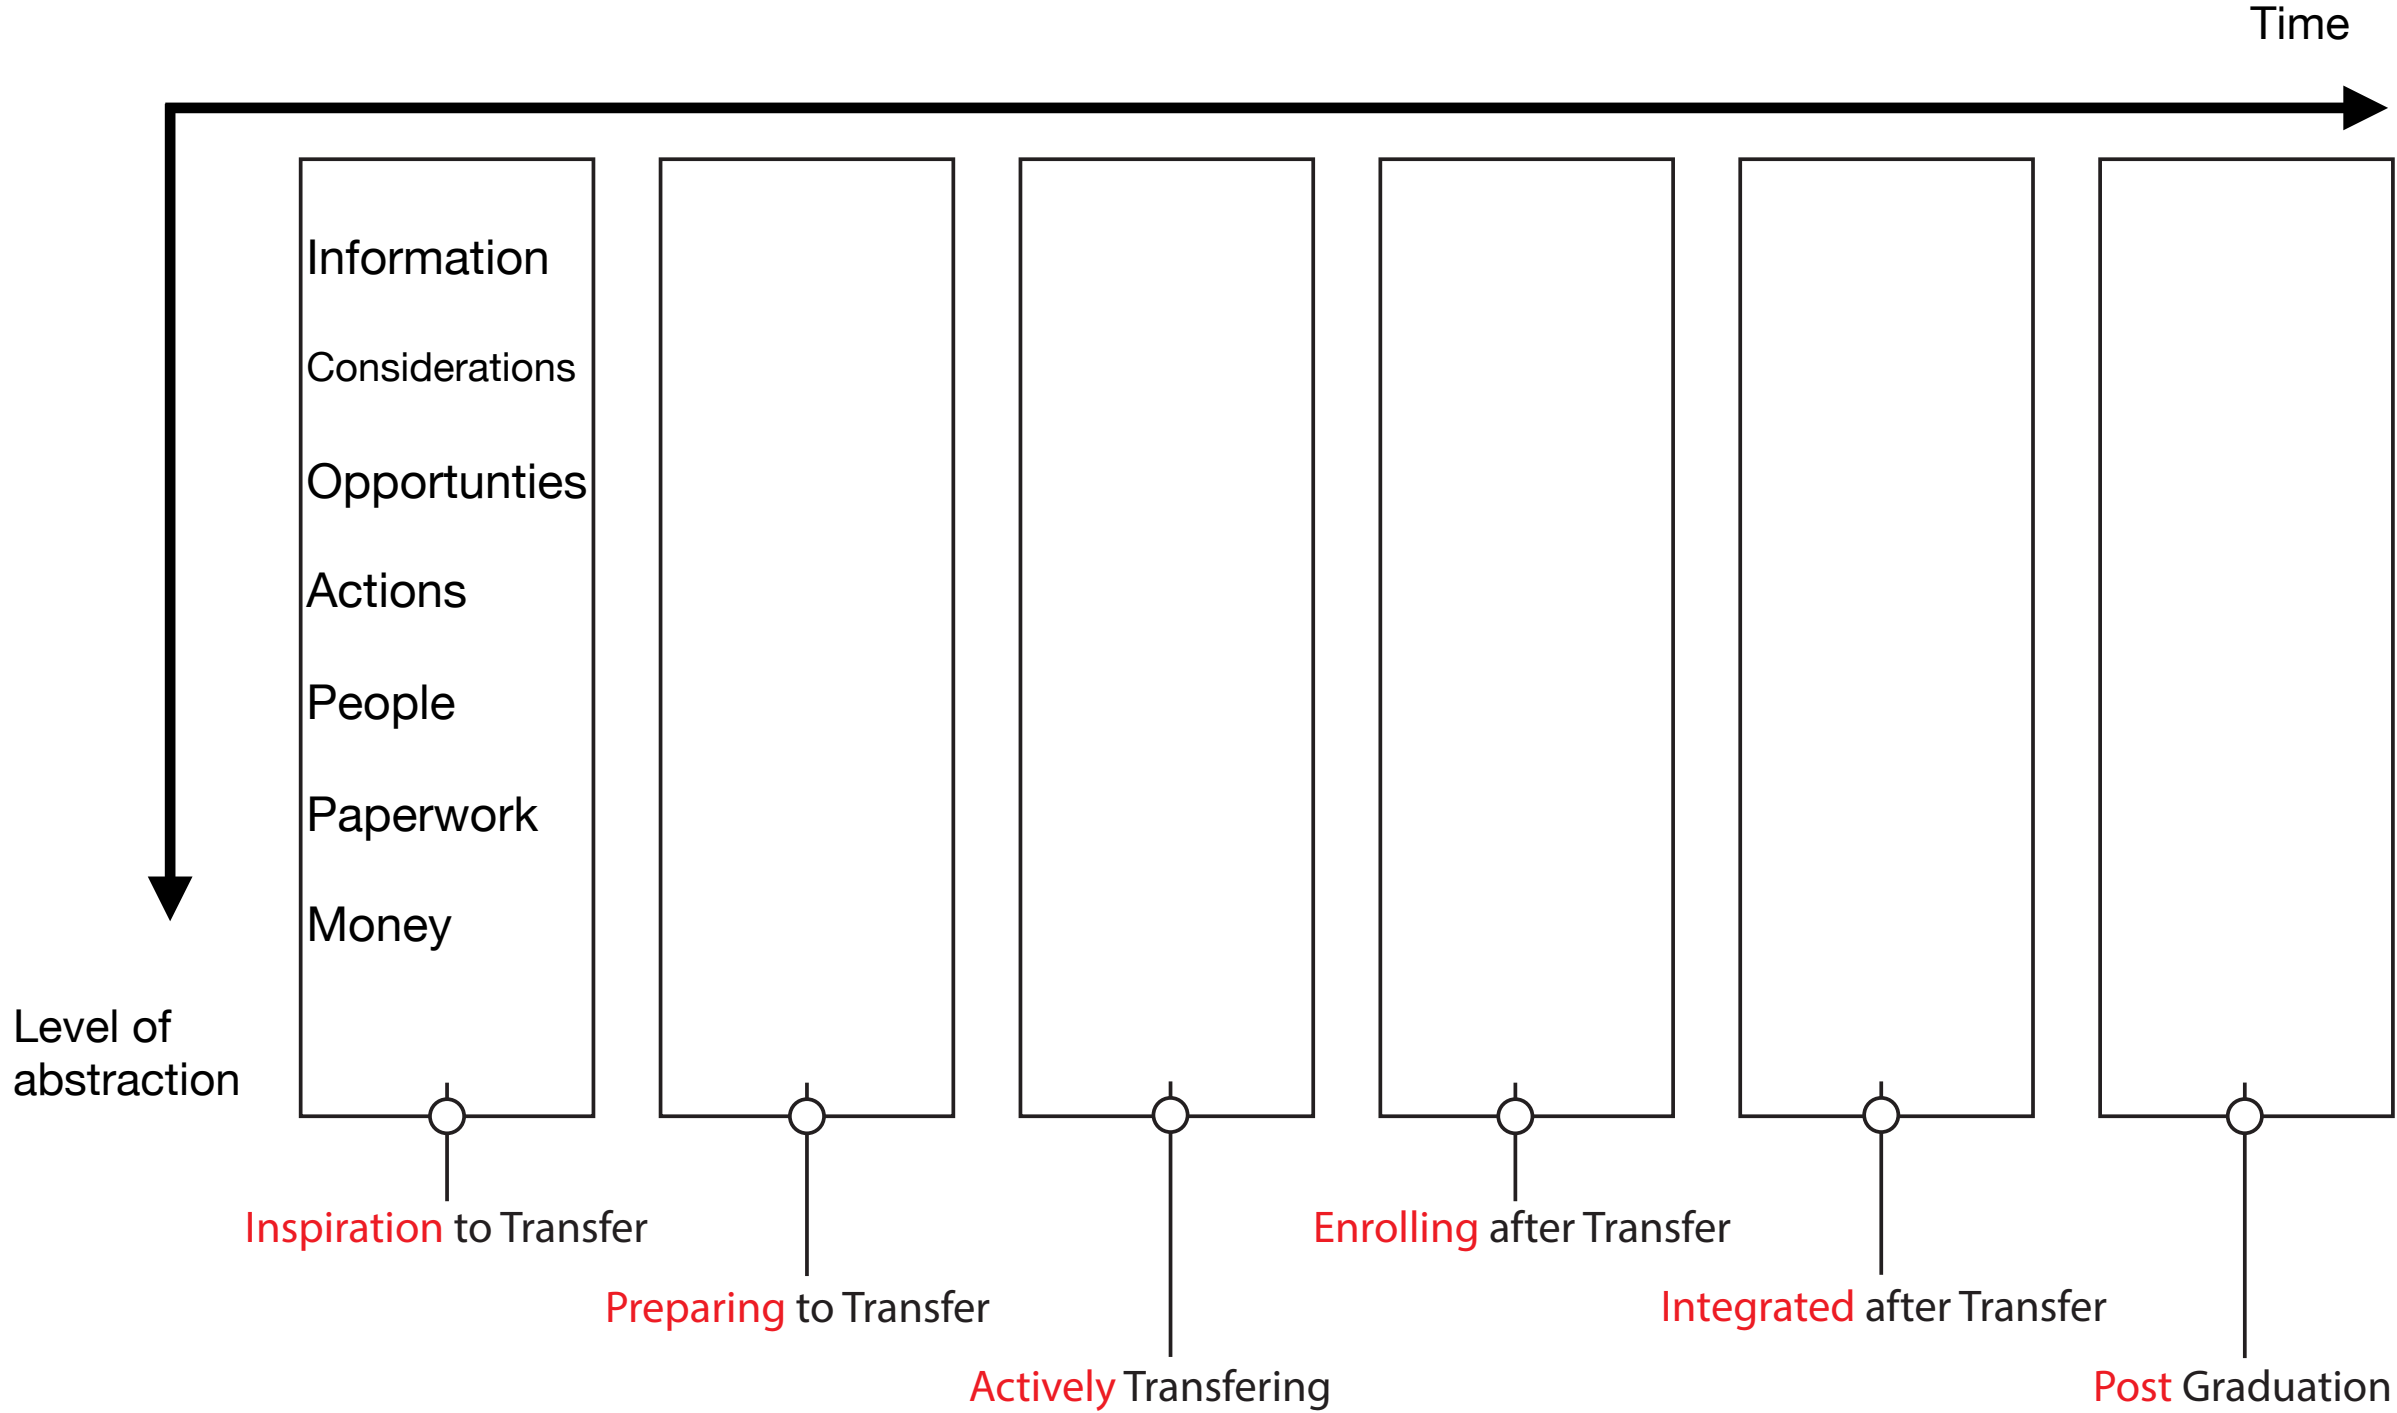 Time
Information
Considerations
Opportunties
Actions
People
Paperwork
Money
Level of
abstraction
Inspiration to Transfer
Preparing to Transfer
Actively Transfering
Enrolling after Transfer
Integrated after Transfer
Post Graduation